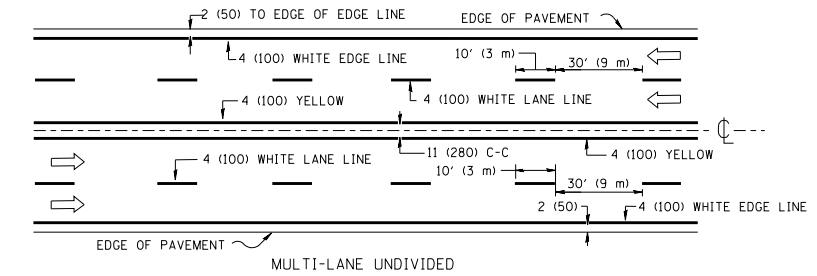 2 (50) TO EDGE OF EDGE LINE
EDGE OF PAVEMENT
4 (100) WHITE EDGE LINE
10' (3 m)
30' (9 m)
4 (100) YELLOW
4 (100) WHITE LANE LINE
℄
4 (100) WHITE LANE LINE
11 (280) C-C
4 (100) YELLOW
10' (3 m)
30' (9 m)
2 (50)
4 (100) WHITE EDGE LINE
EDGE OF PAVEMENT
MULTI-LANE UNDIVIDED